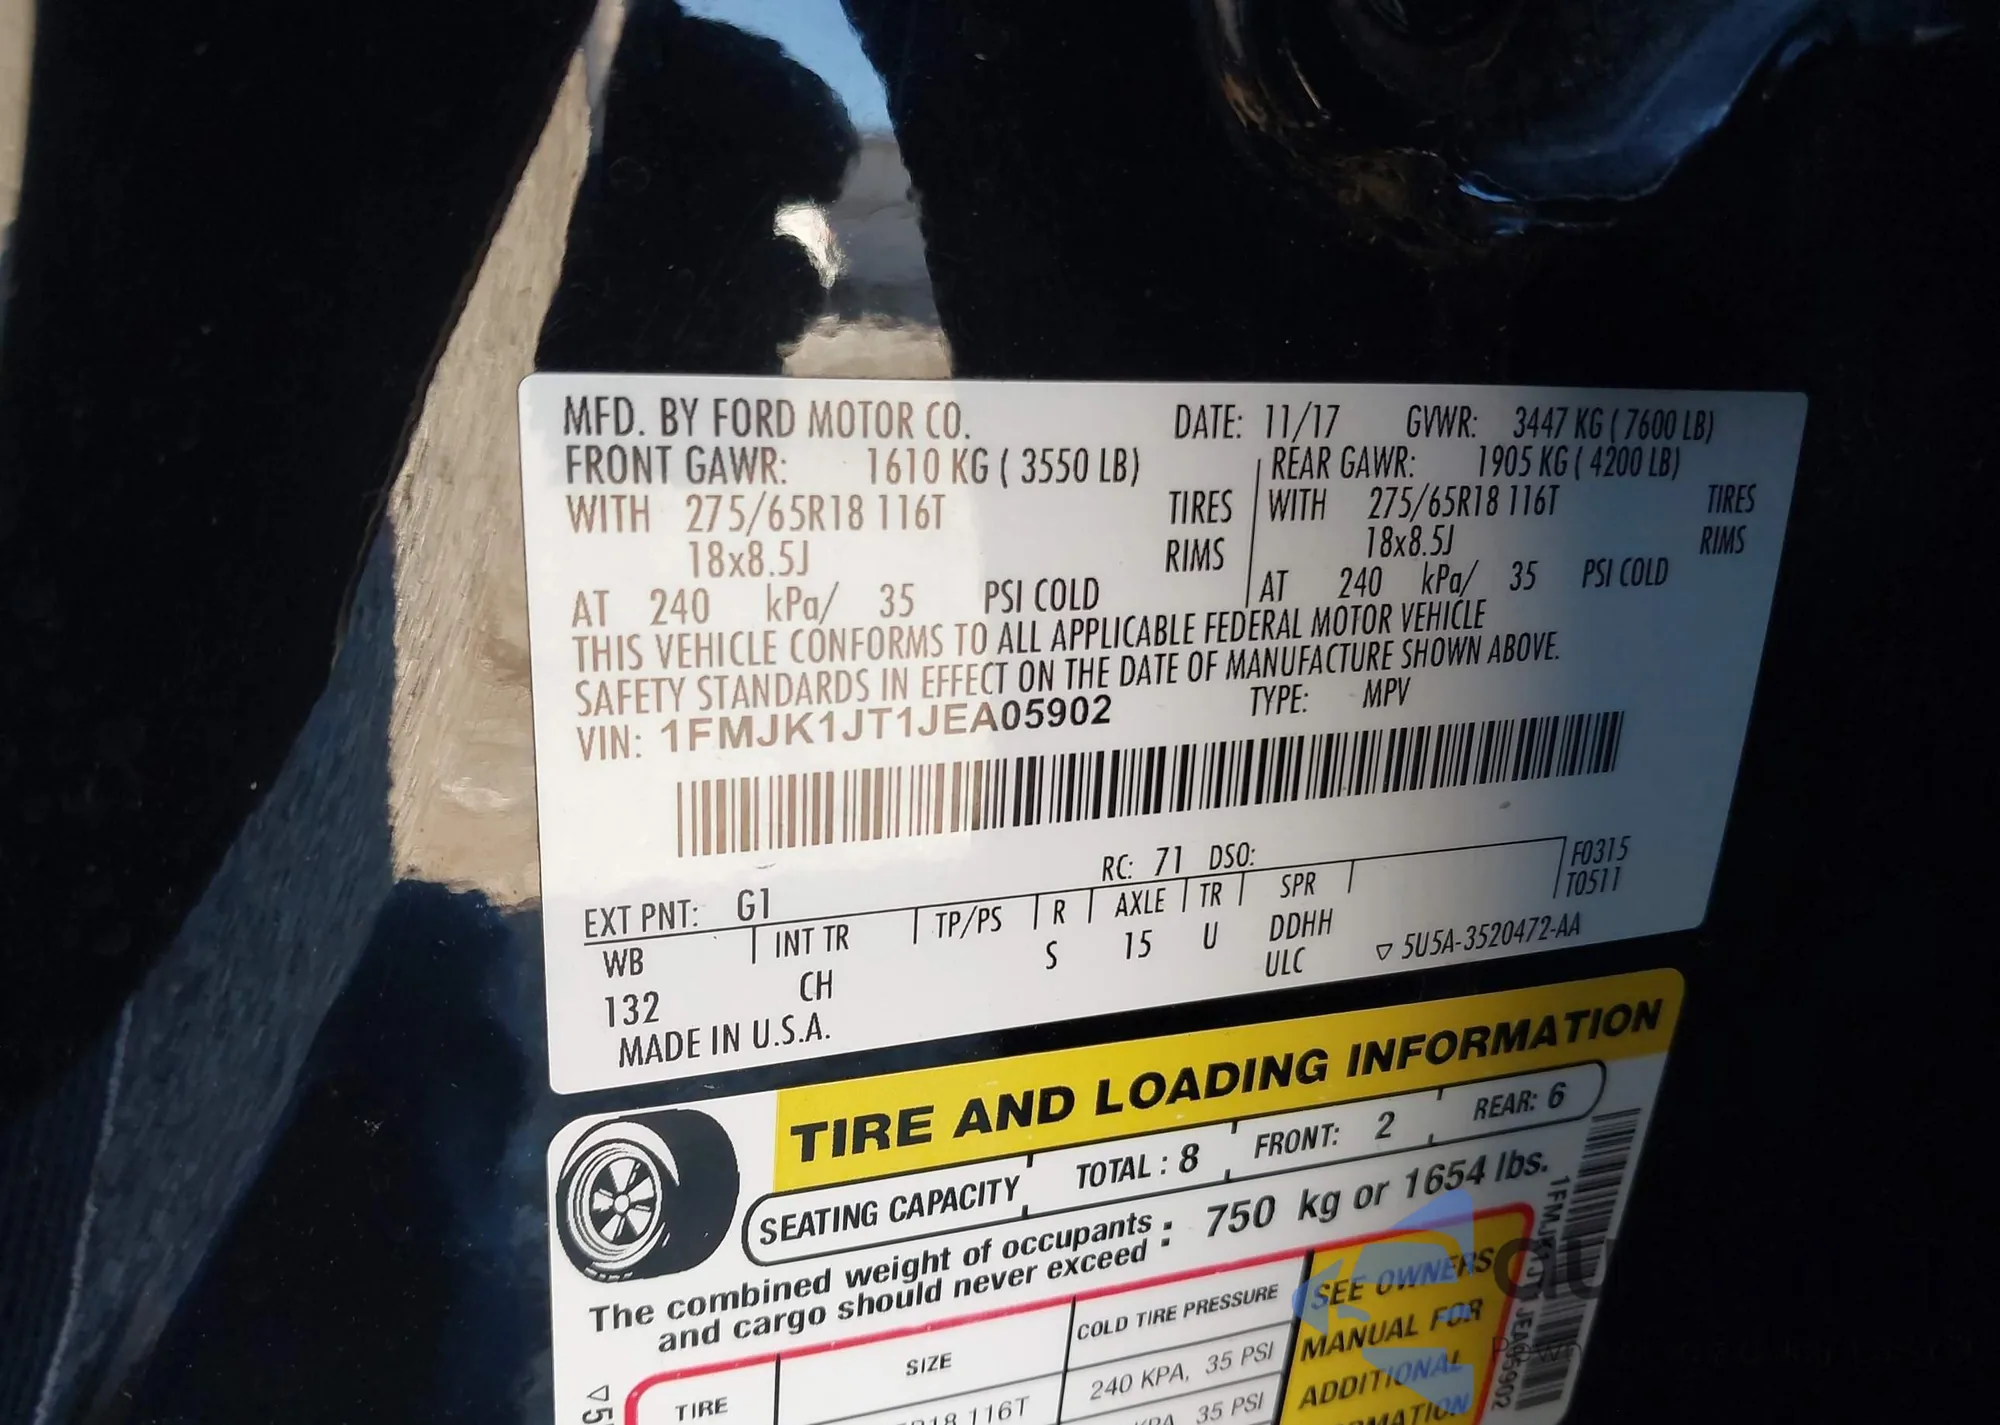 MFD. BY FORD MOTOR CO. DATE: 11/17 GVWR: 3447 KG ( 7600 LB)
FRONT GAWR: 1610 KG ( 3550 LB) REAR GAWR: 1905 KG ( 4200 LB)
WITH 275/65R18 116T TIRES WITH 275/65R18 116T TIRES
18x8.5J RIMS 18x8.5J RIMS
AT 240 kPa/ 35 PSI COLD AT 240 kPa/ 35 PSI COLD
THIS VEHICLE CONFORMS TO ALL APPLICABLE FEDERAL MOTOR VEHICLE
SAFETY STANDARDS IN EFFECT ON THE DATE OF MANUFACTURE SHOWN ABOVE.
VIN: 1FMJK1JT1JEA05902 TYPE: MPV
EXT PNT: G1 RC: 71 DSO: F0315
T0511
WB INT TR TP/PS R AXLE TR SPR
132 CH S 15 U DDHH
ULC ▽ 5U5A-3520472-AA
MADE IN U.S.A.
TIRE AND LOADING INFORMATION
SEATING CAPACITY TOTAL : 8 FRONT: 2 REAR: 6
The combined weight of occupants
and cargo should never exceed : 750 kg or 1654 lbs.
TIRE SIZE COLD TIRE PRESSURE
116T 240 KPA, 35 PSI
35 PSI
SEE OWNERS
MANUAL FOR
ADDITIONAL